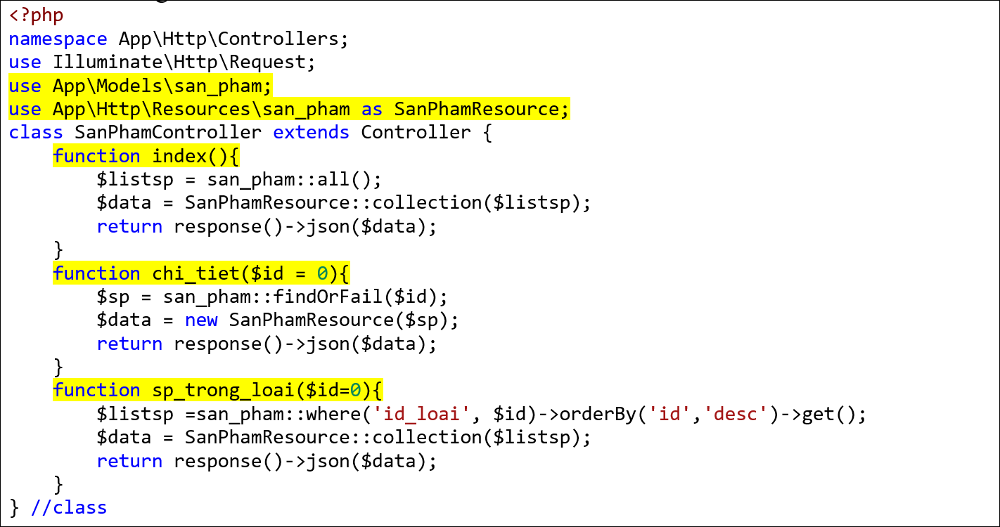 <?php
namespace App\Http\Controllers;
use Illuminate\Http\Request;
use App\Models\san_pham;
use App\Http\Resources\san_pham as SanPhamResource;
class SanPhamController extends Controller {
    function index(){
        $listsp = san_pham::all();
        $data = SanPhamResource::collection($listsp);
        return response()->json($data);
    }
    function chi_tiet($id = 0){
        $sp = san_pham::findOrFail($id);
        $data = new SanPhamResource($sp);
        return response()->json($data);
    }
    function sp_trong_loai($id=0){
        $listsp =san_pham::where('id_loai', $id)->orderBy('id','desc')->get();
        $data = SanPhamResource::collection($listsp);
        return response()->json($data);
    }
} //class